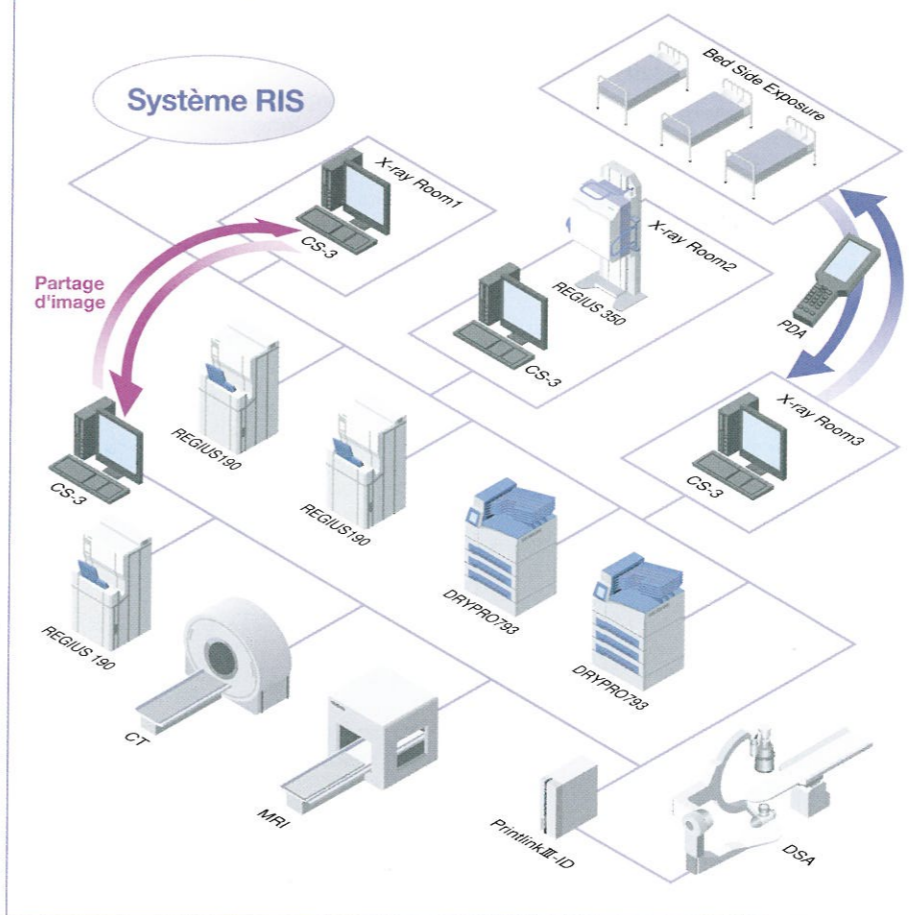 Système RIS
Bed Side Exposure
X-ray Room1
CS-3
X-ray Room2
REGIUS 350
CS-3
PDA
Partage
d'image
X-ray Room3
CS-3
REGIUS190
REGIUS190
CS-3
DRYPRO793
DRYPRO793
REGIUS 190
CT
MRI
PrintlinkⅢ-ID
DSA